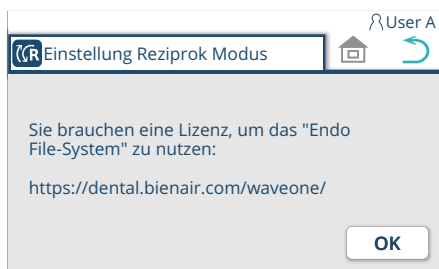 User A
R Einstellung Reziprok Modus
Sie brauchen eine Lizenz, um das "Endo
File-System" zu nutzen:
https://dental.bienair.com/waveone/
OK